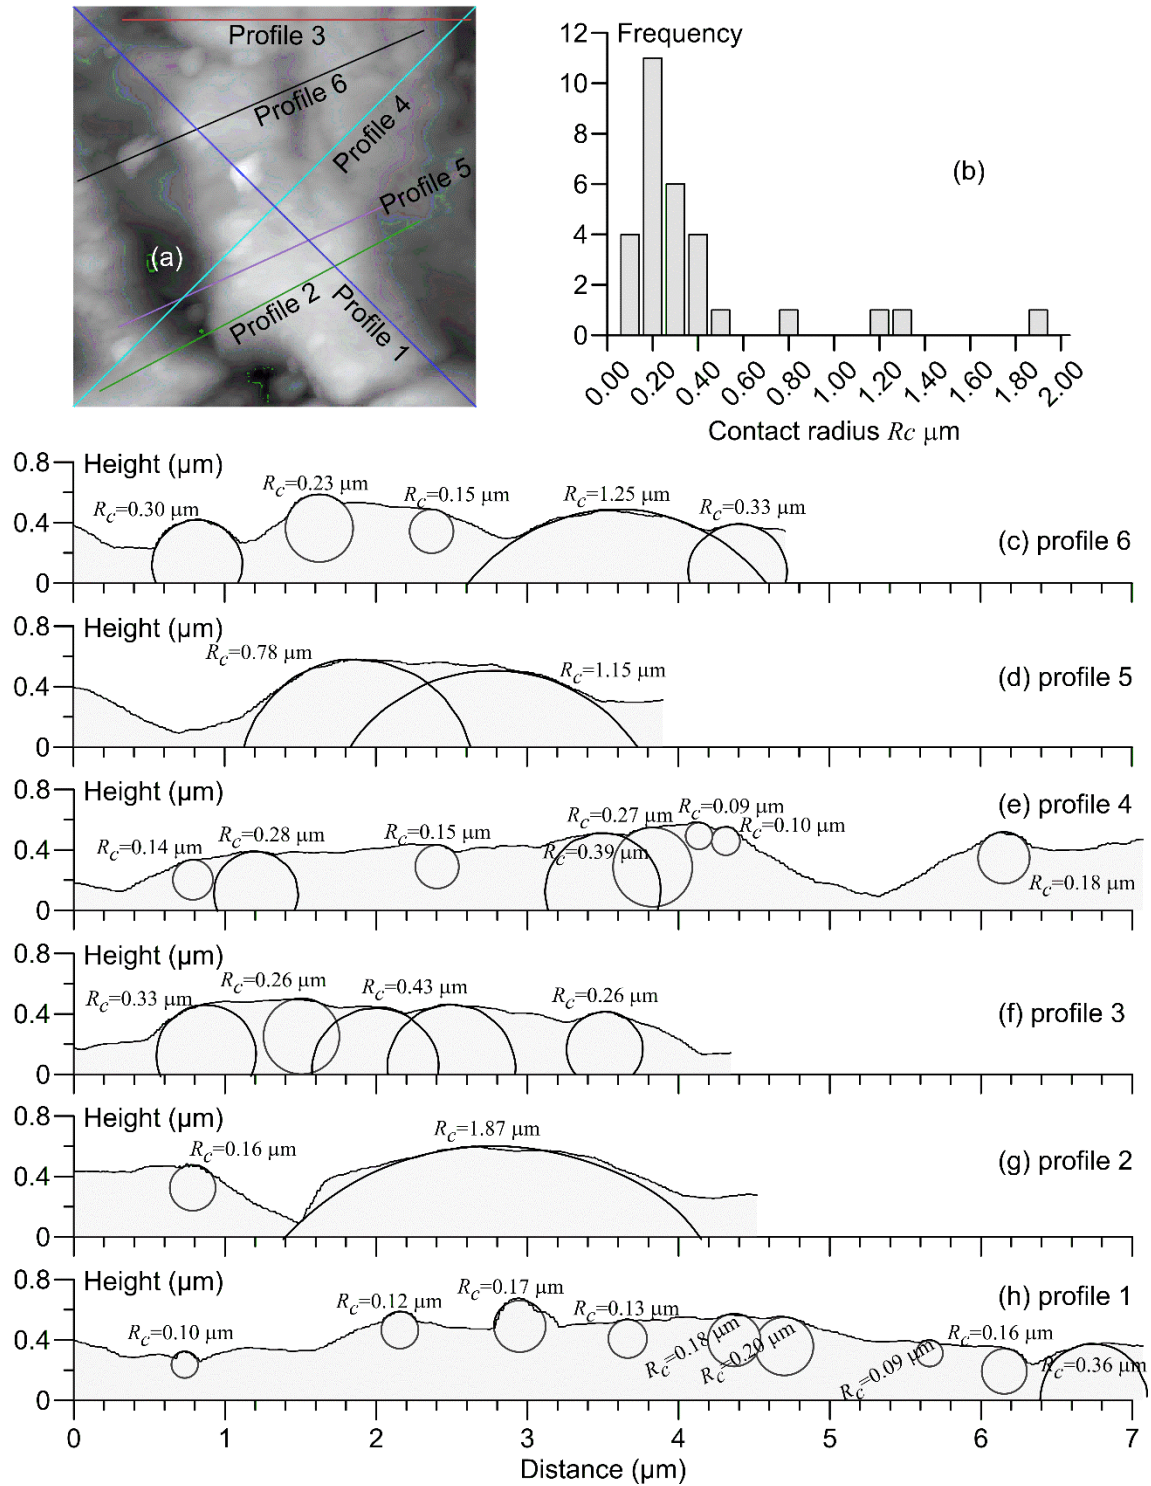 Profile 3
Profile 6
Profile 4
Profile 5
(a)
Profile 2
Profile 1
Frequency
12
10
8
6
4
2
0
(b)
0.00 0.20 0.40 0.60 0.80 1.00 1.20 1.40 1.60 1.80 2.00
Contact radius Rc µm
0.8 Height (µm)
0.4
0
Rc=0.30 µm
Rc=0.23 µm
Rc=0.15 µm
Rc=1.25 µm
Rc=0.33 µm
(c) profile 6
0.8 Height (µm)
0.4
0
Rc=0.78 µm
Rc=1.15 µm
(d) profile 5
0.8 Height (µm)
0.4
0
Rc=0.14 µm
Rc=0.28 µm
Rc=0.15 µm
Rc=0.27 µm
Rc=0.39 µm
Rc=0.09 µm
Rc=0.10 µm
Rc=0.18 µm
(e) profile 4
0.8 Height (µm)
0.4
0
Rc=0.33 µm
Rc=0.26 µm
Rc=0.43 µm
Rc=0.26 µm
(f) profile 3
0.8 Height (µm)
0.4
0
Rc=0.16 µm
Rc=1.87 µm
(g) profile 2
0.8 Height (µm)
0.4
0
Rc=0.10 µm
Rc=0.12 µm
Rc=0.17 µm
Rc=0.13 µm
Rc=0.18 µm
Rc=0.20 µm
Rc=0.09 µm
Rc=0.16 µm
Rc=0.36 µm
(h) profile 1
0 1 2 3 4 5 6 7
Distance (µm)